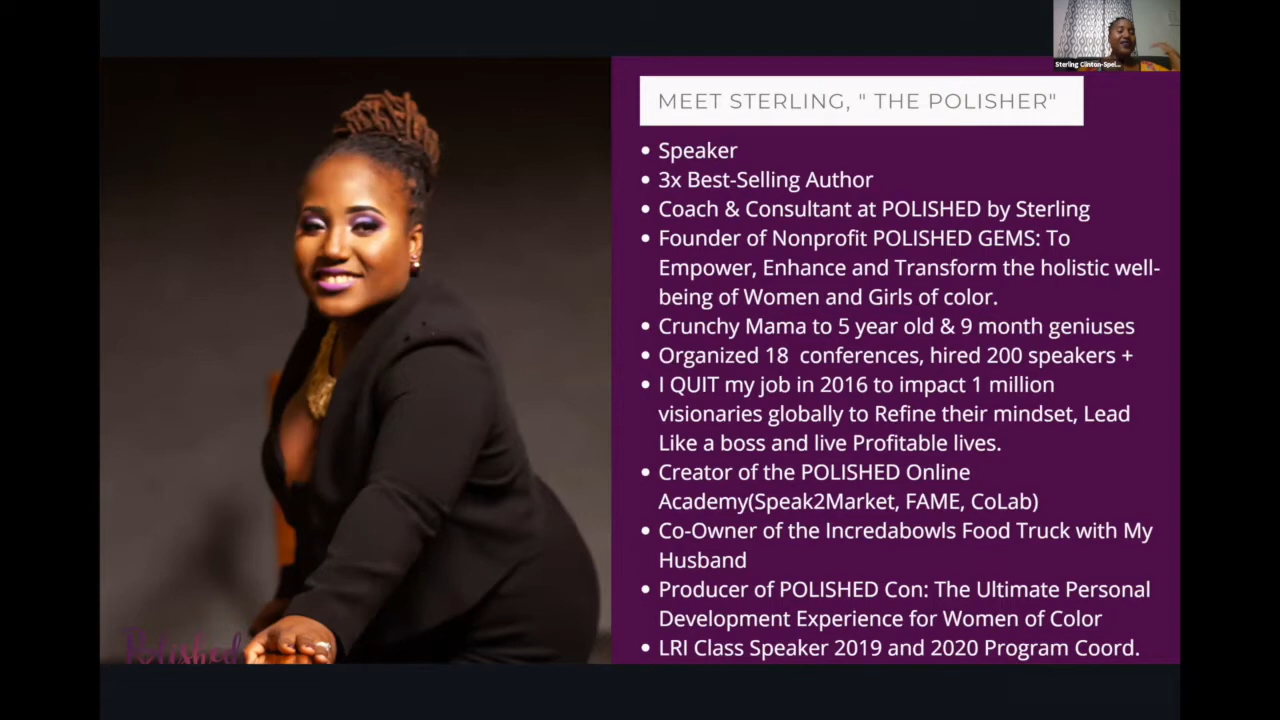 Sterling Clinton-Spel...
MEET STERLING, " THE POLISHER"
• Speaker
• 3x Best-Selling Author
• Coach & Consultant at POLISHED by Sterling
• Founder of Nonprofit POLISHED GEMS: To
Empower, Enhance and Transform the holistic well-
being of Women and Girls of color.
• Crunchy Mama to 5 year old & 9 month geniuses
• Organized 18 conferences, hired 200 speakers +
• I QUIT my job in 2016 to impact 1 million
visionaries globally to Refine their mindset, Lead
Like a boss and live Profitable lives.
• Creator of the POLISHED Online
Academy(Speak2Market, FAME, CoLab)
• Co-Owner of the Incredabowls Food Truck with My
Husband
• Producer of POLISHED Con: The Ultimate Personal
Development Experience for Women of Color
• LRI Class Speaker 2019 and 2020 Program Coord.
Polished